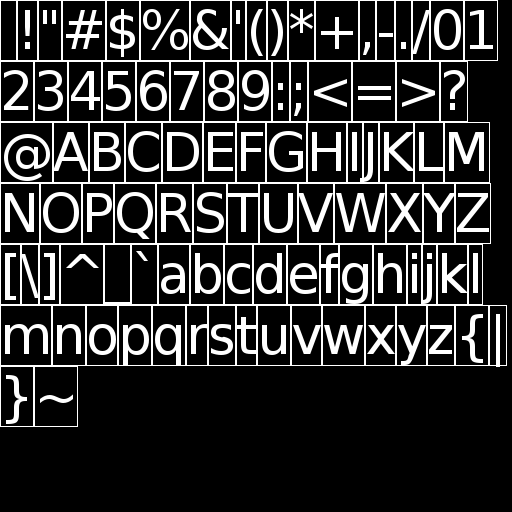 !"#$%&'()*+,-./01
23456789:;<=>?
@ABCDEFGHIJKLM
NOPQRSTUVWXYZ
[\]^_`abcdefghijkl
mnopqrstuvwxyz{|
}~